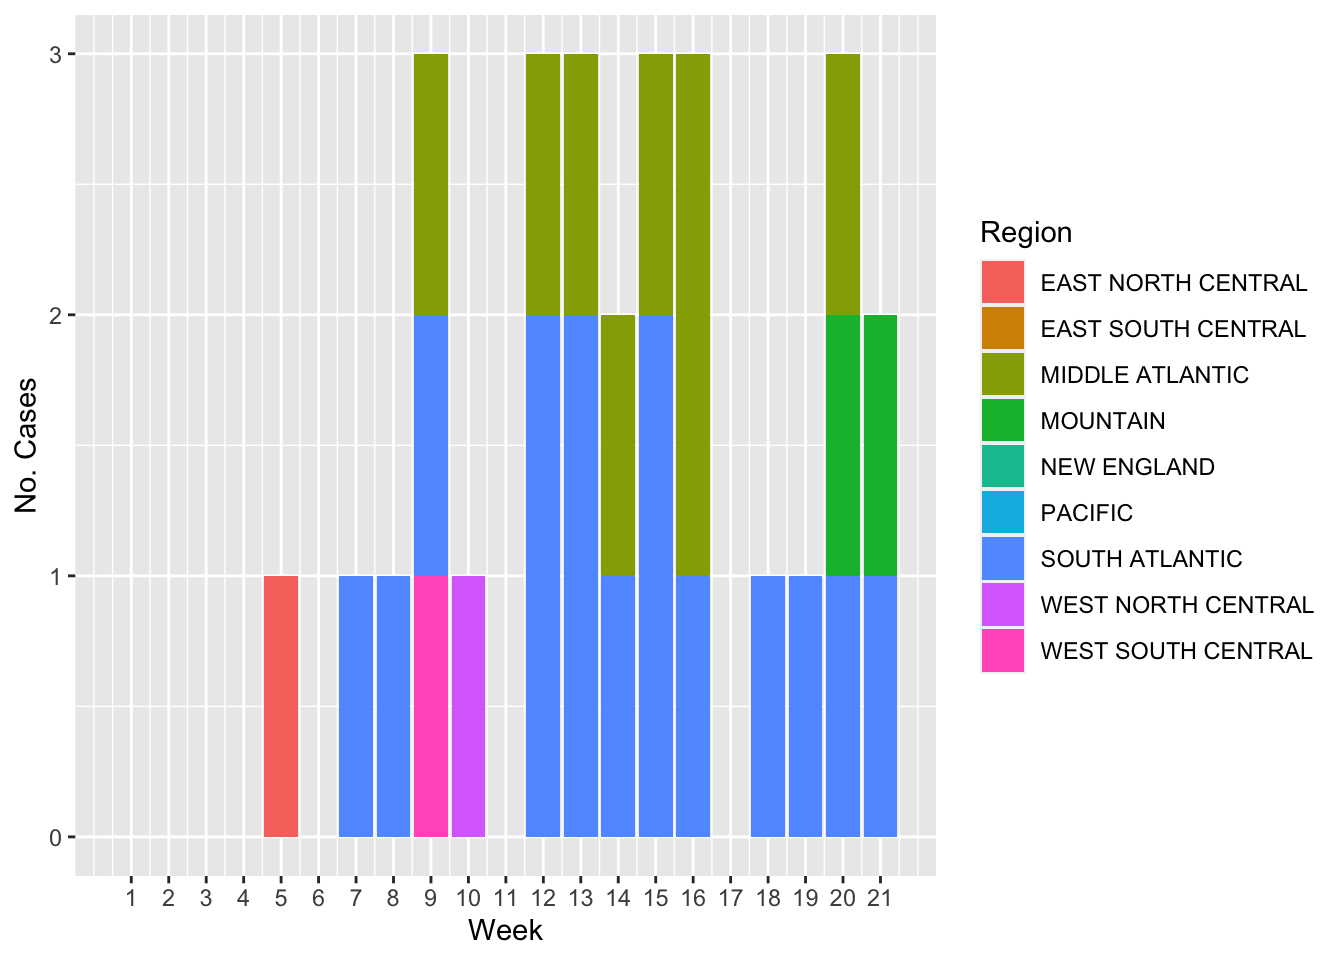 3
2
1
0
No. Cases
1 2 3 4 5 6 7 8 9 10 11 12 13 14 15 16 17 18 19 20 21
Week
Region
EAST NORTH CENTRAL
EAST SOUTH CENTRAL
MIDDLE ATLANTIC
MOUNTAIN
NEW ENGLAND
PACIFIC
SOUTH ATLANTIC
WEST NORTH CENTRAL
WEST SOUTH CENTRAL